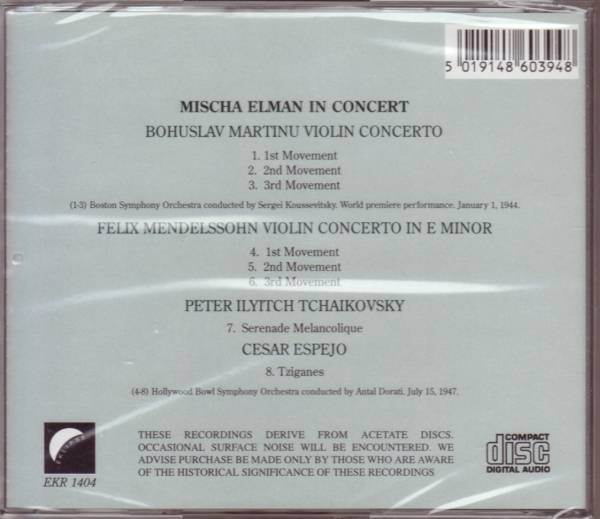 5 019148 603948
MISCHA ELMAN IN CONCERT
BOHUSLAV MARTINU VIOLIN CONCERTO
1. 1st Movement
2. 2nd Movement
3. 3rd Movement
(1-3) Boston Symphony Orchestra conducted by Sergei Koussevitsky. World premiere performance. January 1, 1944.
FELIX MENDELSSOHN VIOLIN CONCERTO IN E MINOR
4. 1st Movement
5. 2nd Movement
6. 3rd Movement
PETER ILYITCH TCHAIKOVSKY
7. Serenade Melancolique
CESAR ESPEJO
8. Tziganes
(4-8) Hollywood Bowl Symphony Orchestra conducted by Antal Dorati. July 15, 1947.
THESE RECORDINGS DERIVE FROM ACETATE DISCS.
OCCASIONAL SURFACE NOISE WILL BE ENCOUNTERED. WE
ADVISE PURCHASE BE MADE ONLY BY THOSE WHO ARE AWARE
OF THE HISTORICAL SIGNIFICANCE OF THESE RECORDINGS
EKR 1404
COMPACT
disc
DIGITAL AUDIO